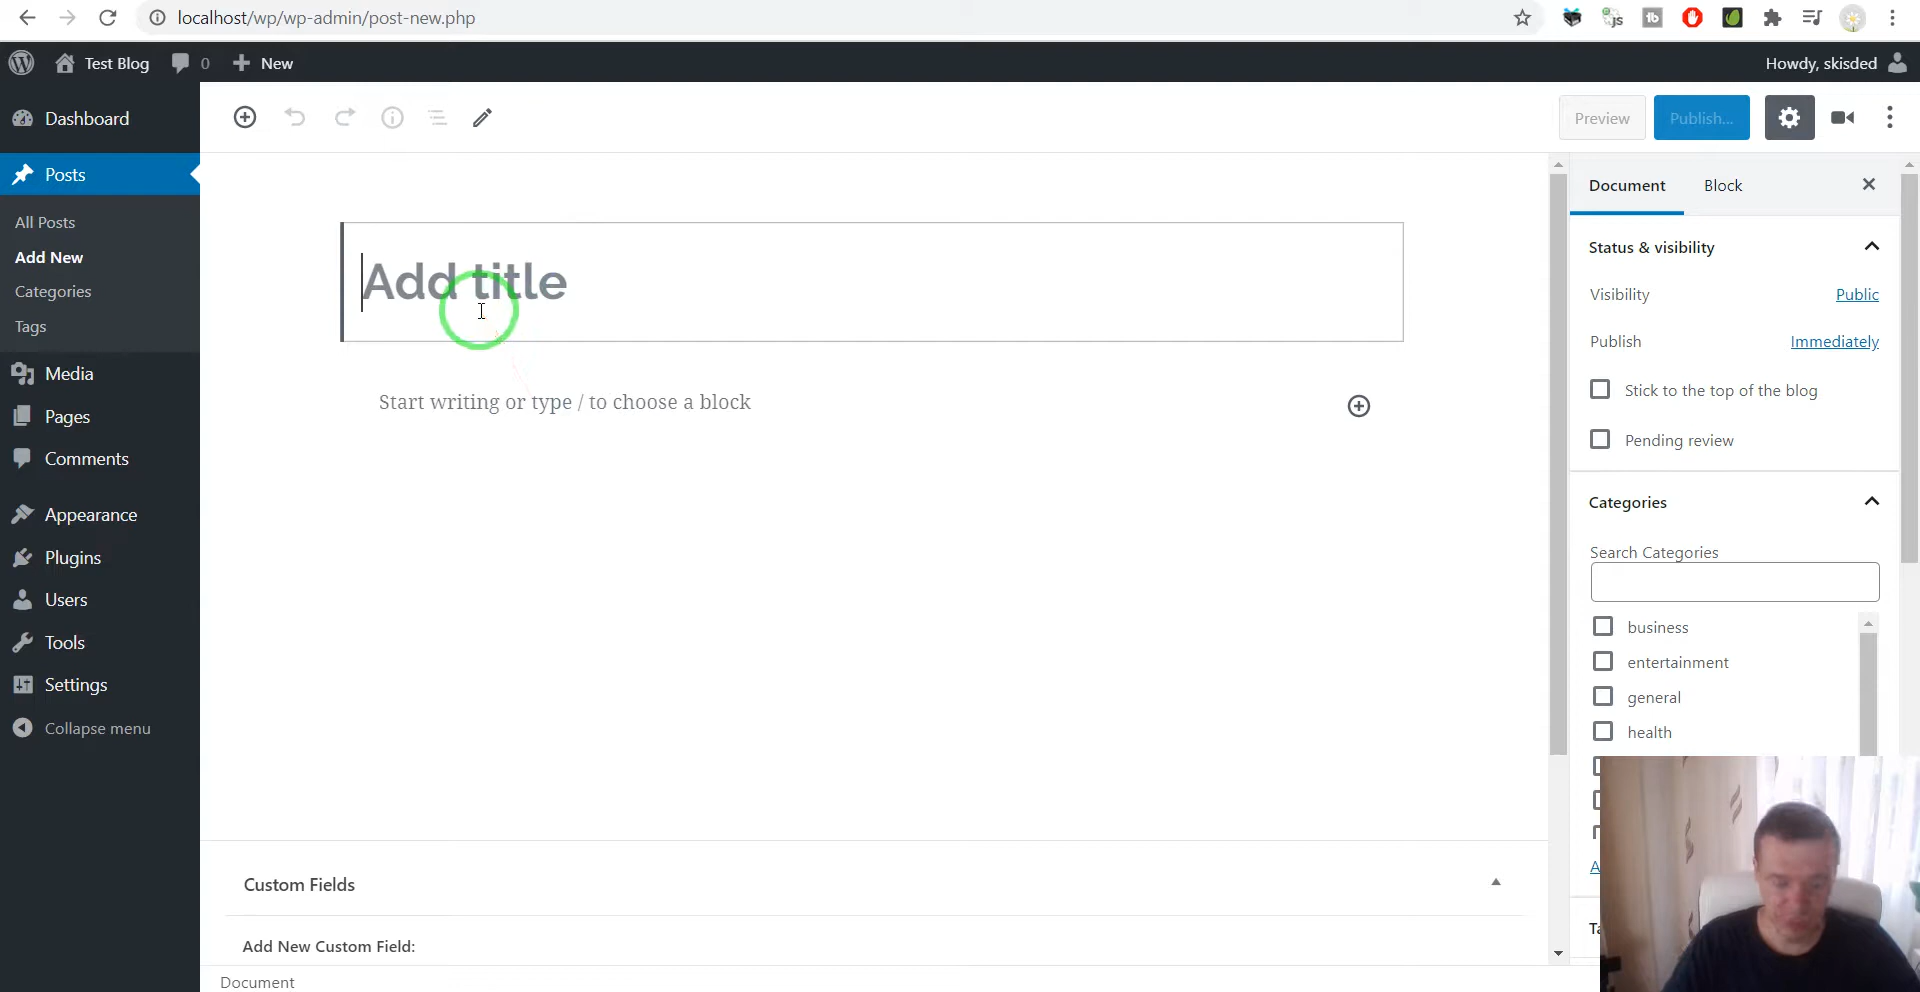 localhost/wp/wp-admin/post-new.php
Test Blog 0 New Howdy, skisded
Dashboard
Posts
All Posts
Add New
Categories
Tags
Media
Pages
Comments
Appearance
Plugins
Users
Tools
Settings
Collapse menu
Preview Publish...
Add title
Start writing or type / to choose a block
Custom Fields
Add New Custom Field:
Document
Document Block
Status & visibility
Visibility Public
Publish Immediately
Stick to the top of the blog
Pending review
Categories
Search Categories
business
entertainment
general
health